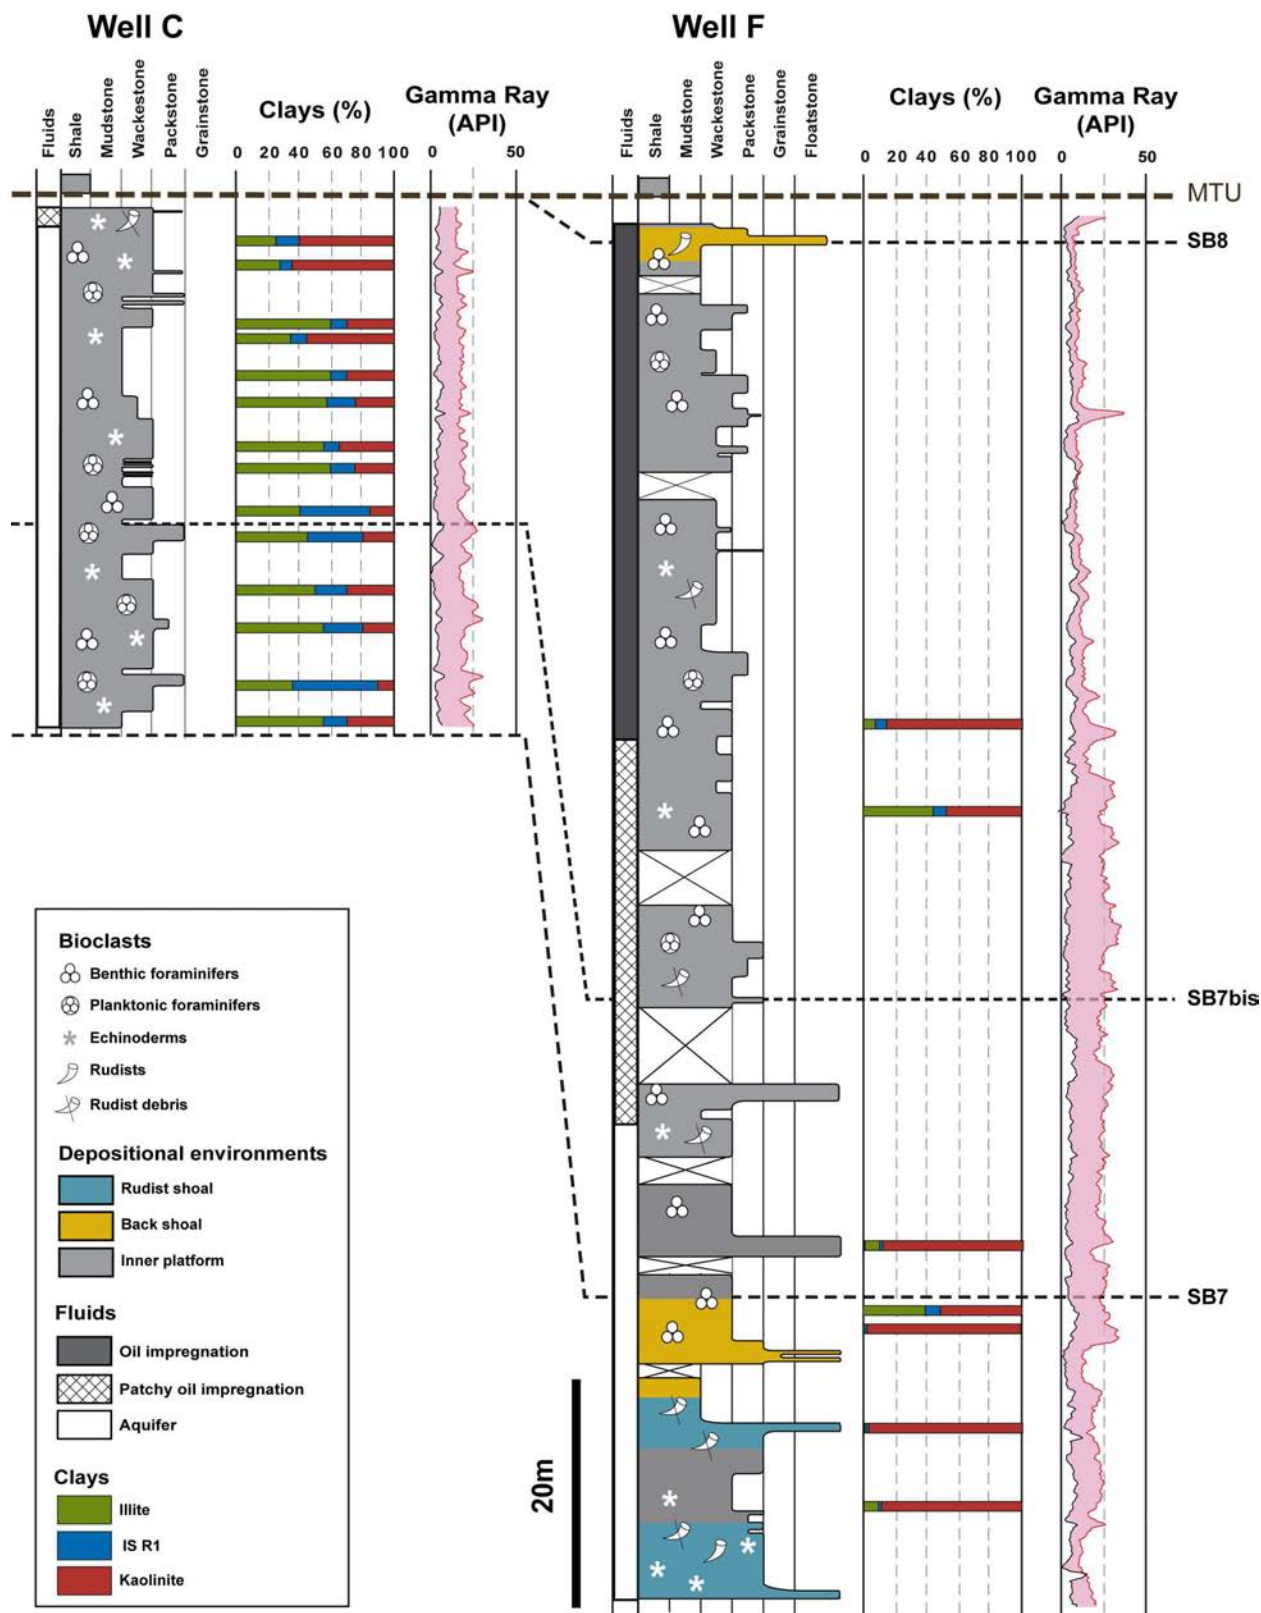 Well C
Well F
Fluids
Shale
Mudstone
Wackestone
Packstone
Grainstone
Clays (%)
Gamma Ray
(API)
0 20 40 60 80 100
0 50
Fluids
Shale
Mudstone
Wackestone
Packstone
Grainstone
Floatstone
Clays (%)
Gamma Ray
(API)
0 20 40 60 80 100
0 50
MTU
SB8
SB7bis
SB7
20m
Bioclasts
Benthic foraminifers
Planktonic foraminifers
Echinoderms
Rudists
Rudist debris
Depositional environments
Rudist shoal
Back shoal
Inner platform
Fluids
Oil impregnation
Patchy oil impregnation
Aquifer
Clays
Illite
IS R1
Kaolinite